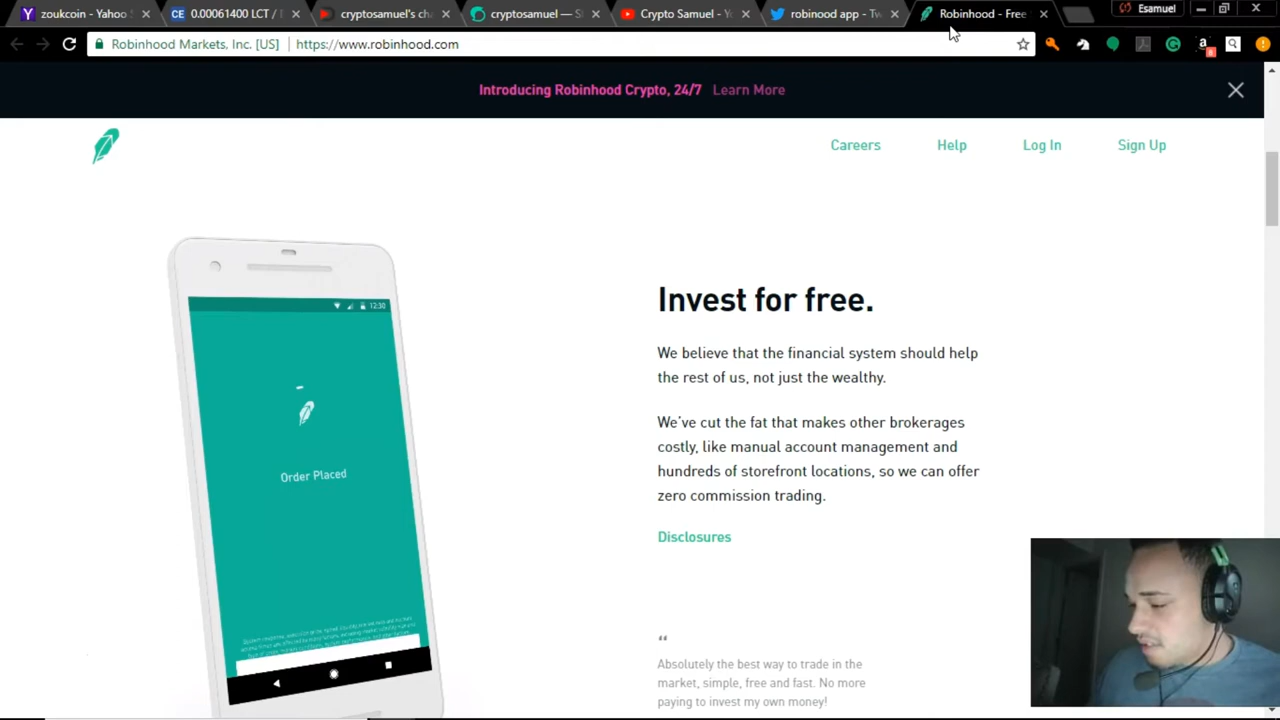 zoukcoin - Yahoo
0.00061400 LCT /
cryptosamuel's ch
cryptosamuel — S
Crypto Samuel - Y
robinood app - Tw
Robinhood - Free
Esamuel
Robinhood Markets, Inc. [US]
https://www.robinhood.com
Introducing Robinhood Crypto, 24/7 Learn More
Careers
Help
Log In
Sign Up
12:30
Order Placed
Invest for free.
We believe that the financial system should help
the rest of us, not just the wealthy.
We've cut the fat that makes other brokerages
costly, like manual account management and
hundreds of storefront locations, so we can offer
zero commission trading.
Disclosures
“
Absolutely the best way to trade in the
market, simple, free and fast. No more
paying to invest my own money!